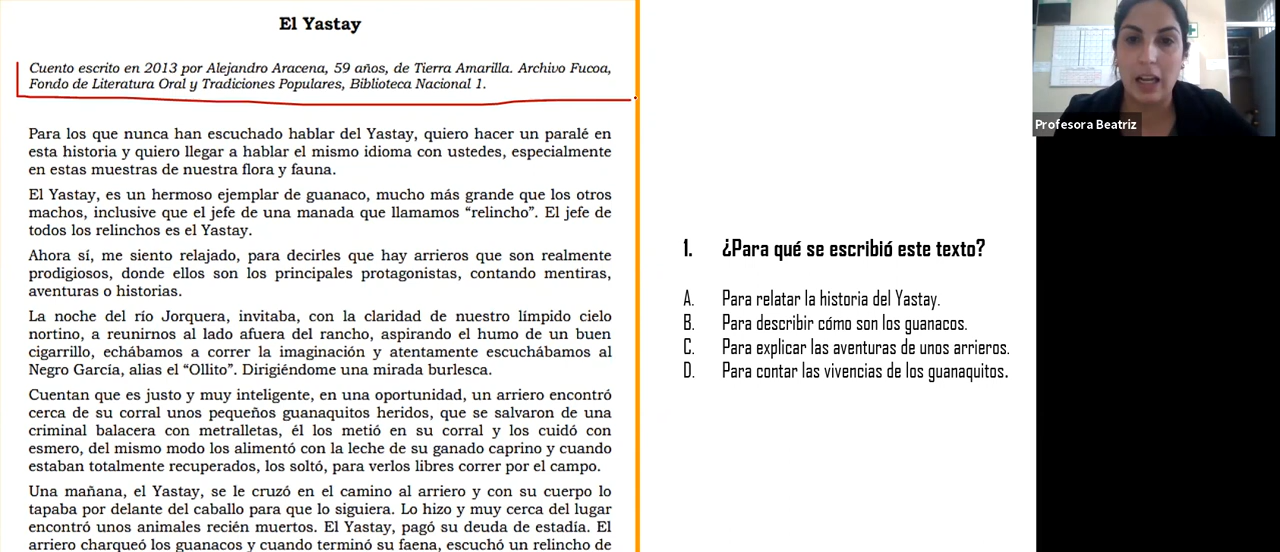 El Yastay
Cuento escrito en 2013 por Alejandro Aracena, 59 años, de Tierra Amarilla. Archivo Fucoa,
Fondo de Literatura Oral y Tradiciones Populares, Biblioteca Nacional 1.
Para los que nunca han escuchado hablar del Yastay, quiero hacer un paralé en
esta historia y quiero llegar a hablar el mismo idioma con ustedes, especialmente
en estas muestras de nuestra flora y fauna.
El Yastay, es un hermoso ejemplar de guanaco, mucho más grande que los otros
machos, inclusive que el jefe de una manada que llamamos “relincho”. El jefe de
todos los relinchos es el Yastay.
Ahora sí, me siento relajado, para decirles que hay arrieros que son realmente
prodigiosos, donde ellos son los principales protagonistas, contando mentiras,
aventuras o historias.
La noche del río Jorquera, invitaba, con la claridad de nuestro límpido cielo
nortino, a reunirnos al lado afuera del rancho, aspirando el humo de un buen
cigarrillo, echábamos a correr la imaginación y atentamente escuchábamos al
Negro García, alias el “Ollito”. Dirigiéndome una mirada burlesca.
Cuentan que es justo y muy inteligente, en una oportunidad, un arriero encontró
cerca de su corral unos pequeños guanaquitos heridos, que se salvaron de una
criminal balacera con metralletas, él los metió en su corral y los cuidó con
esmero, del mismo modo los alimentó con la leche de su ganado caprino y cuando
estaban totalmente recuperados, los soltó, para verlos libres correr por el campo.
Una mañana, el Yastay, se le cruzó en el camino al arriero y con su cuerpo lo
tapaba por delante del caballo para que lo siguiera. Lo hizo y muy cerca del lugar
encontró unos animales recién muertos. El Yastay, pagó su deuda de estadía. El
arriero charqueó los guanacos y cuando terminó su faena, escuchó un relincho de
1. ¿Para qué se escribió este texto?
A. Para relatar la historia del Yastay.
B. Para describir cómo son los guanacos.
C. Para explicar las aventuras de unos arrieros.
D. Para contar las vivencias de los guanaquitos.
Profesora Beatriz